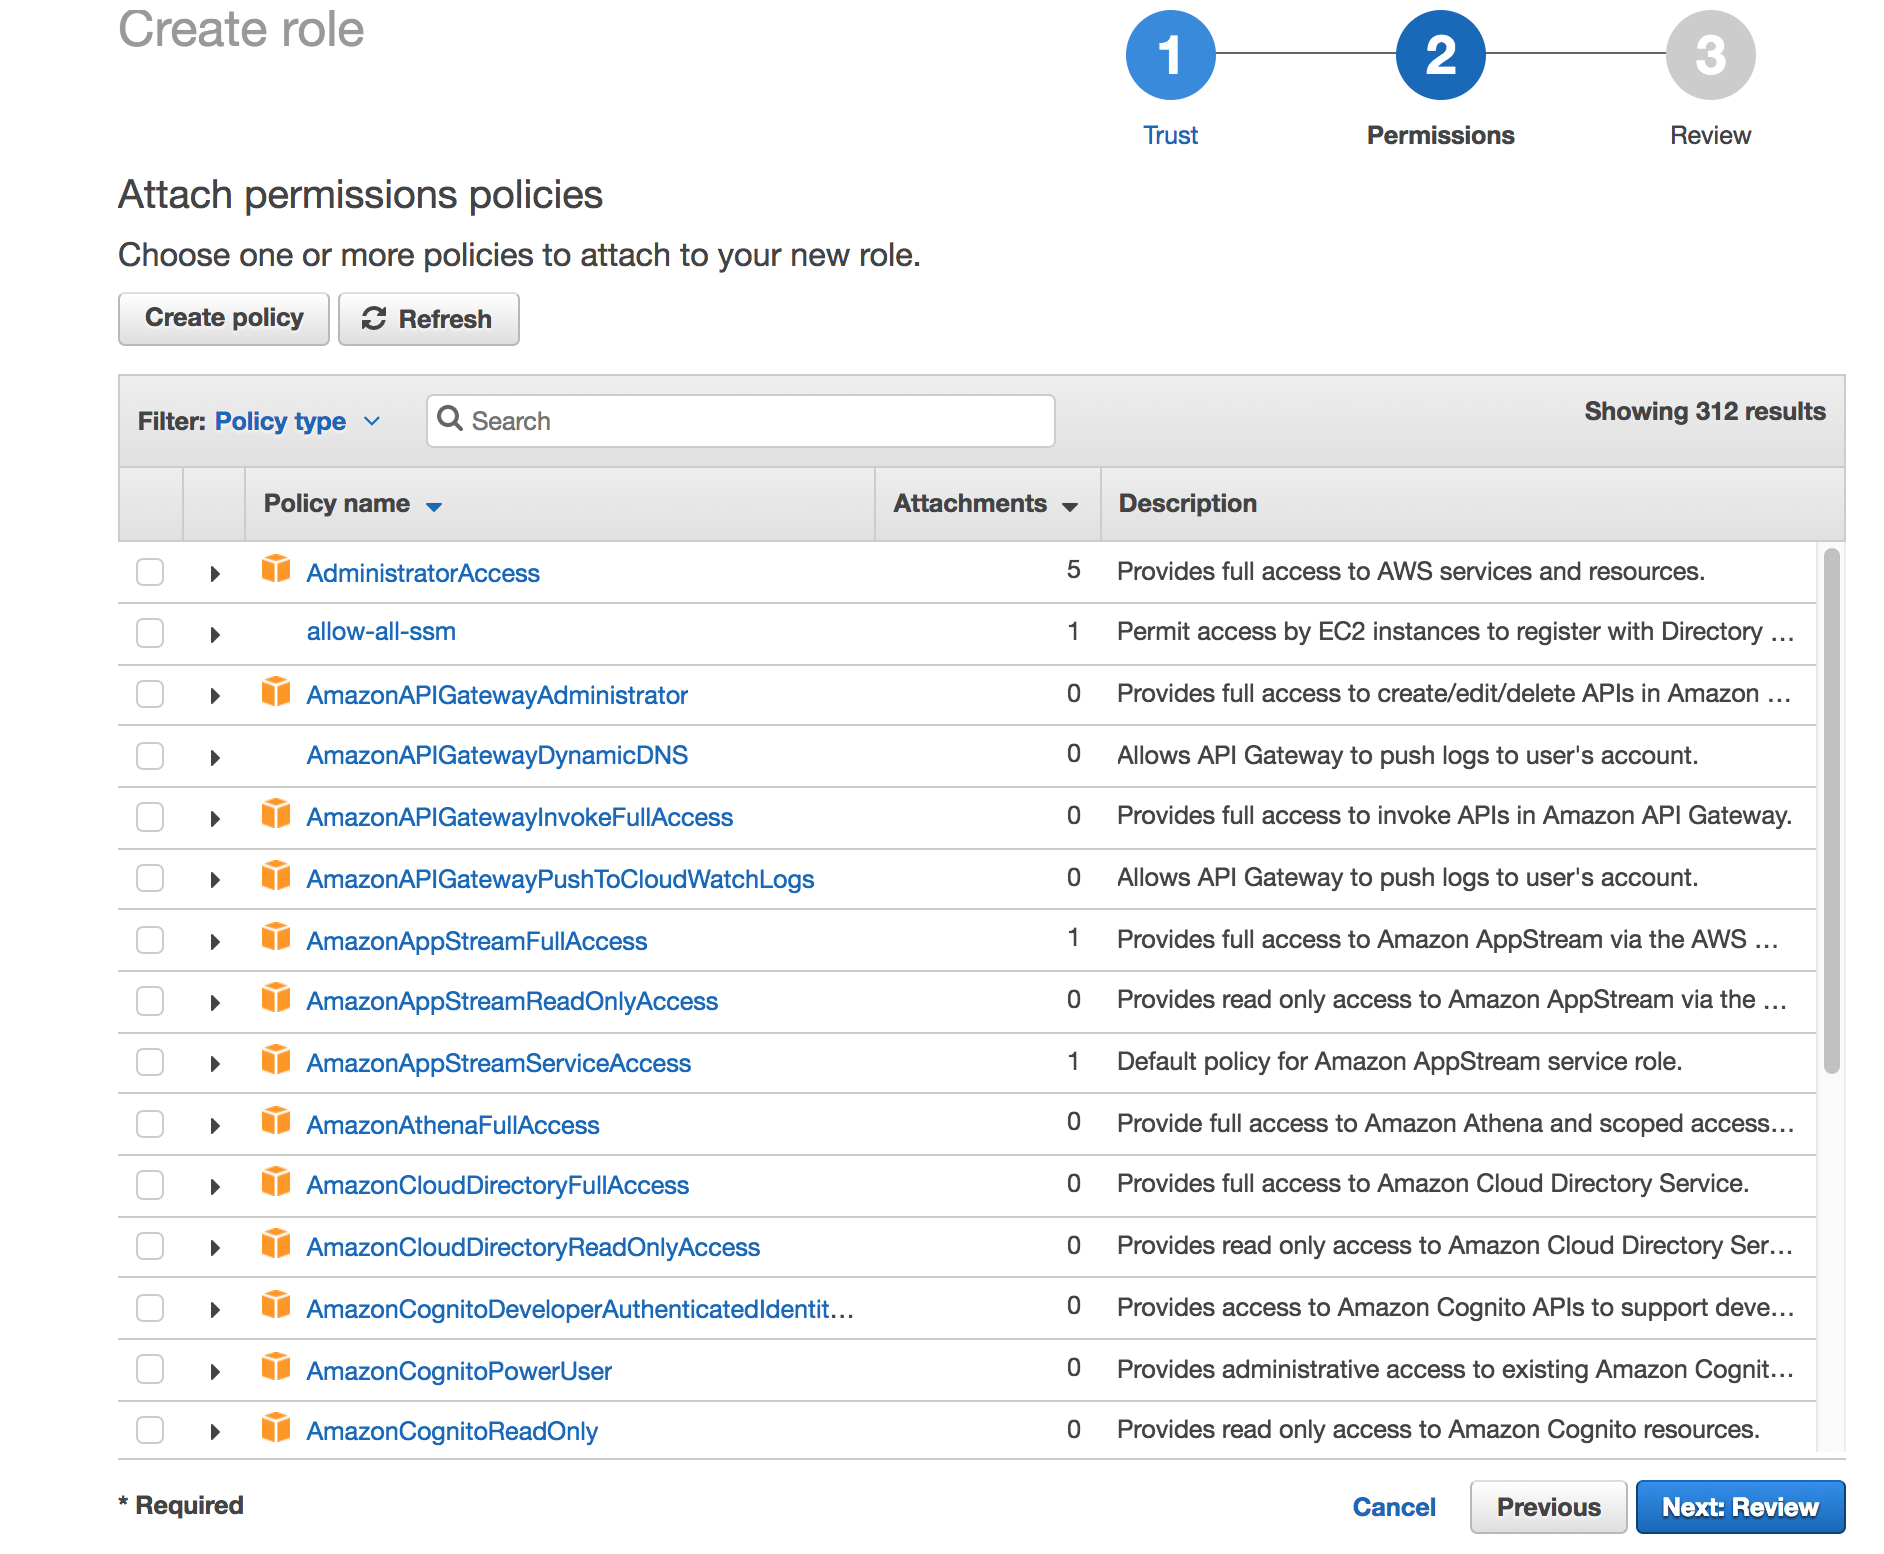 Create role
1 2 3
Trust Permissions Review
Attach permissions policies
Choose one or more policies to attach to your new role.
Create policy Refresh
Filter: Policy type Search Showing 312 results
Policy name Attachments Description
AdministratorAccess 5 Provides full access to AWS services and resources.
allow-all-ssm 1 Permit access by EC2 instances to register with Directory ...
AmazonAPIGatewayAdministrator 0 Provides full access to create/edit/delete APIs in Amazon ...
AmazonAPIGatewayDynamicDNS 0 Allows API Gateway to push logs to user's account.
AmazonAPIGatewayInvokeFullAccess 0 Provides full access to invoke APIs in Amazon API Gateway.
AmazonAPIGatewayPushToCloudWatchLogs 0 Allows API Gateway to push logs to user's account.
AmazonAppStreamFullAccess 1 Provides full access to Amazon AppStream via the AWS ...
AmazonAppStreamReadOnlyAccess 0 Provides read only access to Amazon AppStream via the ...
AmazonAppStreamServiceAccess 1 Default policy for Amazon AppStream service role.
AmazonAthenaFullAccess 0 Provide full access to Amazon Athena and scoped access...
AmazonCloudDirectoryFullAccess 0 Provides full access to Amazon Cloud Directory Service.
AmazonCloudDirectoryReadOnlyAccess 0 Provides read only access to Amazon Cloud Directory Ser...
AmazonCognitoDeveloperAuthenticatedIdentit... 0 Provides access to Amazon Cognito APIs to support deve...
AmazonCognitoPowerUser 0 Provides administrative access to existing Amazon Cognit...
AmazonCognitoReadOnly 0 Provides read only access to Amazon Cognito resources.
* Required Cancel Previous Next: Review